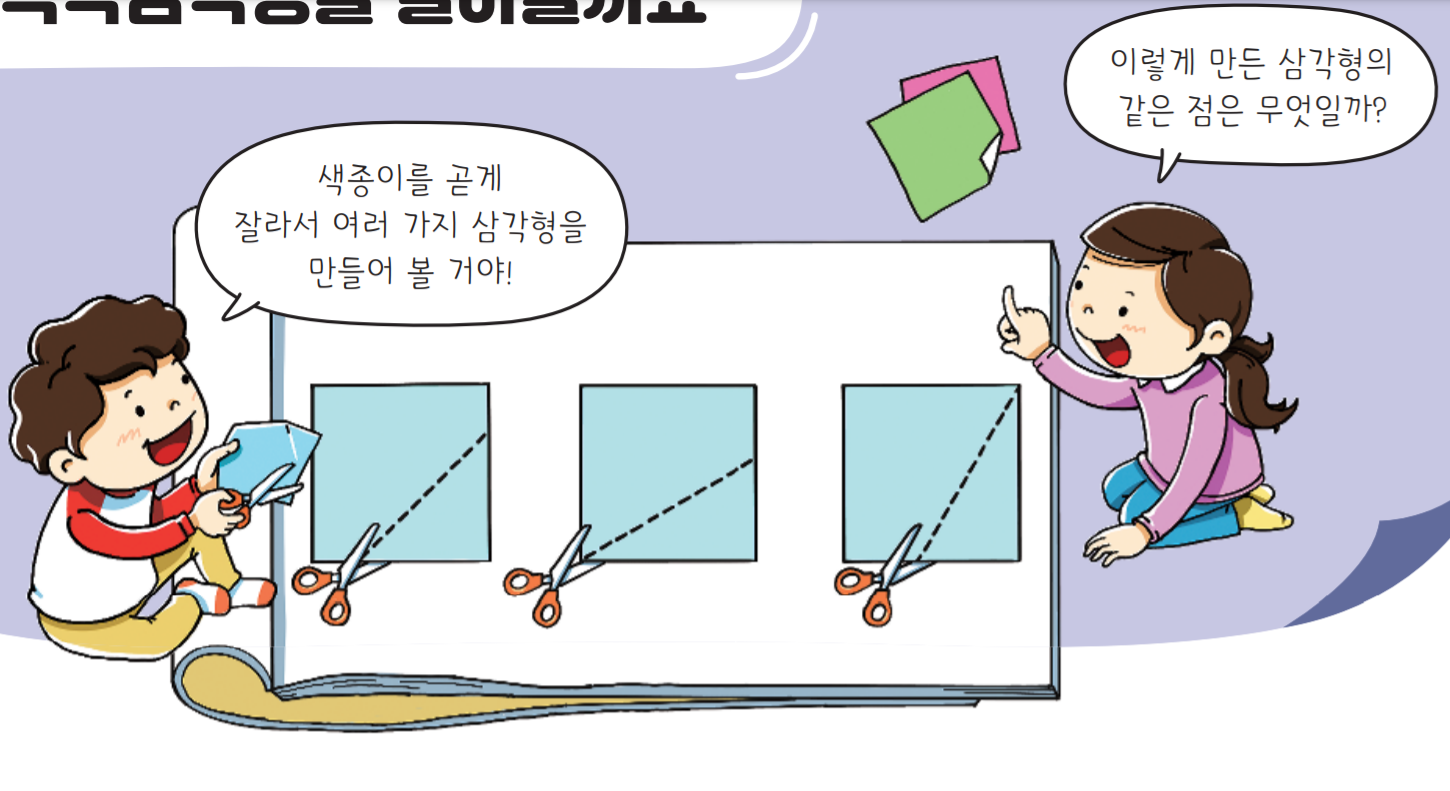 이렇게 만든 삼각형의
같은 점은 무엇일까?
색종이를 곧게
잘라서 여러 가지 삼각형을
만들어 볼 거야!